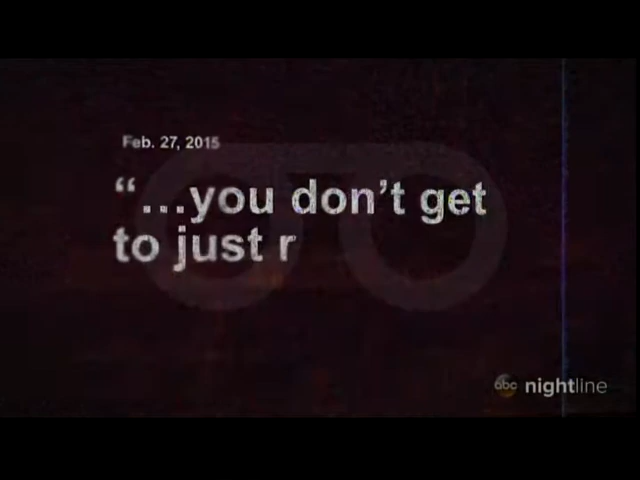 Feb. 27, 2015
“...you don’t get
to just r
abc nightline